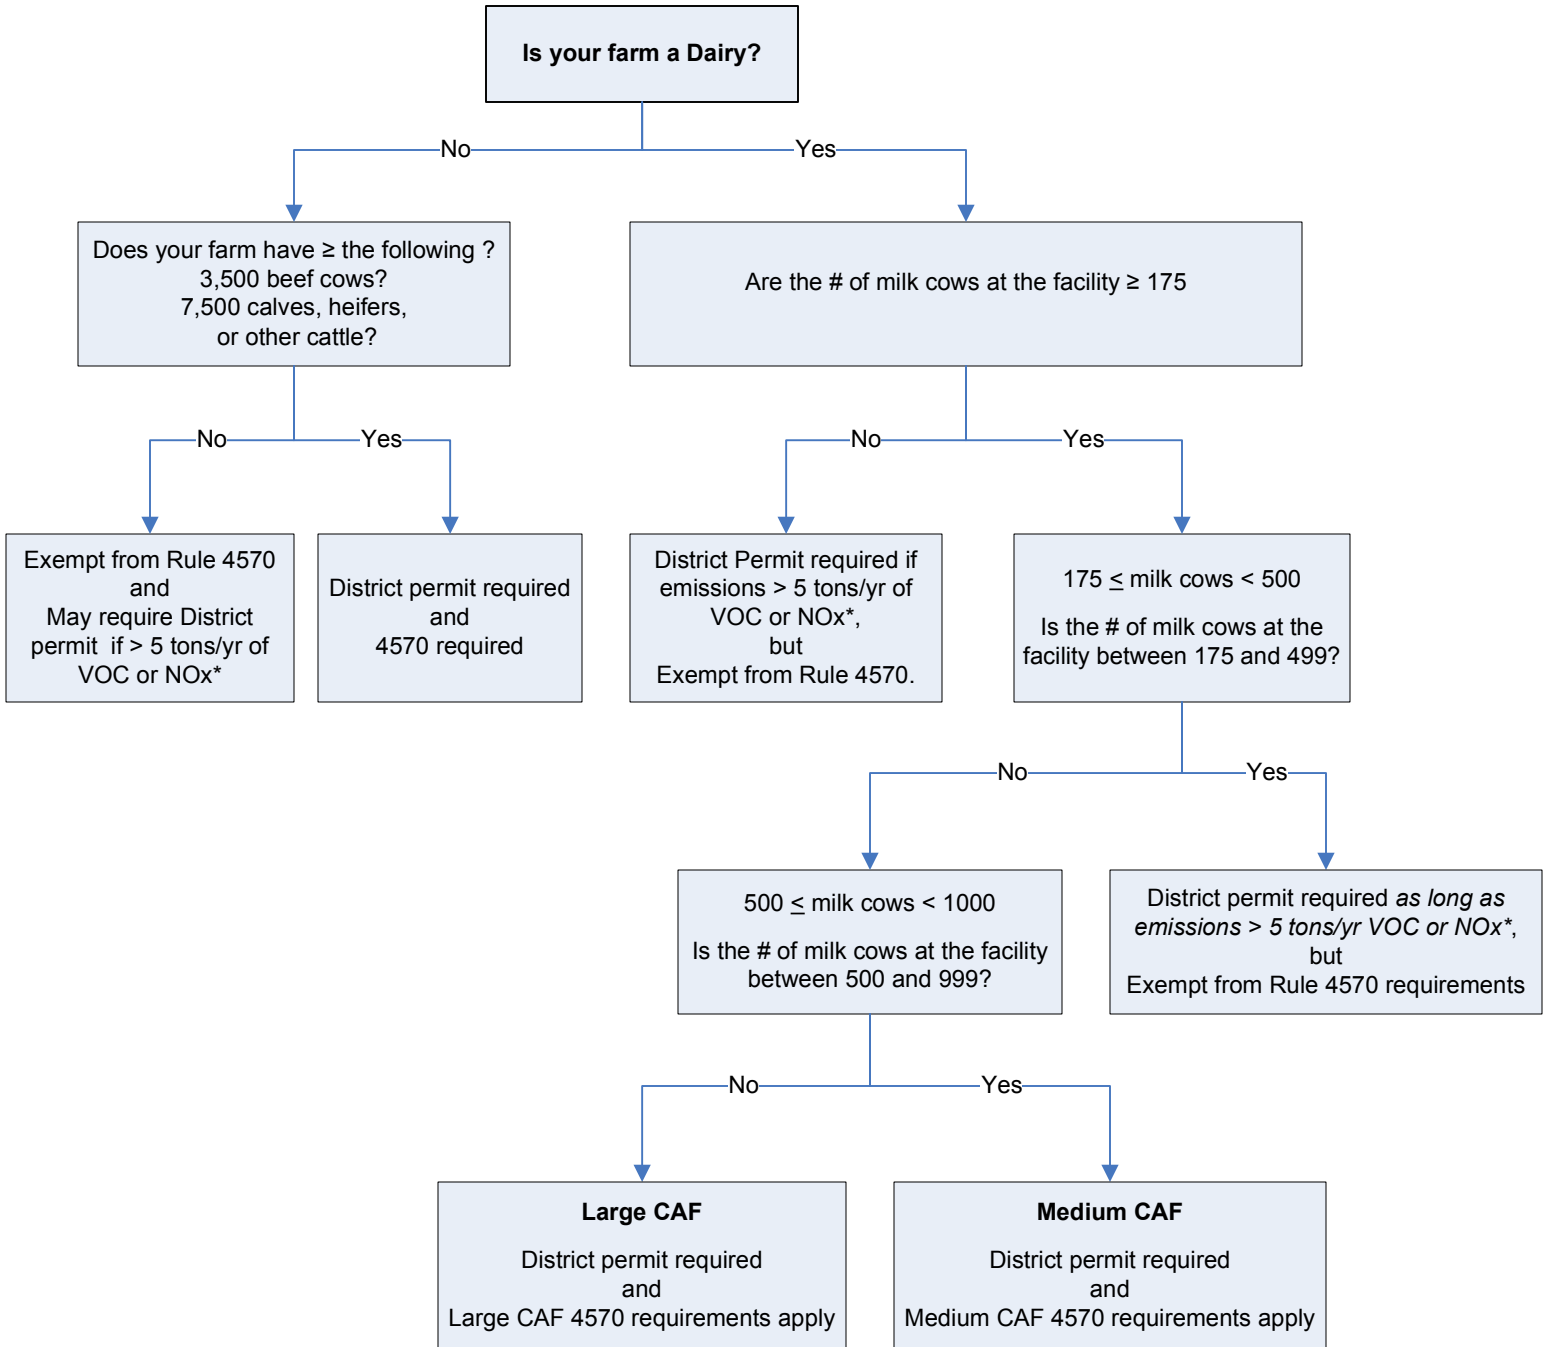 Is your farm a Dairy?
No
Yes
Does your farm have ≥ the following ?
3,500 beef cows?
7,500 calves, heifers,
or other cattle?
Are the # of milk cows at the facility ≥ 175
No
Yes
No
Yes
Exempt from Rule 4570
and
May require District
permit if > 5 tons/yr of
VOC or NOx*
District permit required
and
4570 required
District Permit required if
emissions > 5 tons/yr of
VOC or NOx*,
but
Exempt from Rule 4570.
175 ≤ milk cows < 500
Is the # of milk cows at the
facility between 175 and 499?
No
Yes
500 ≤ milk cows < 1000
Is the # of milk cows at the facility
between 500 and 999?
District permit required as long as
emissions > 5 tons/yr VOC or NOx*,
but
Exempt from Rule 4570 requirements
No
Yes
Large CAF
District permit required
and
Large CAF 4570 requirements apply
Medium CAF
District permit required
and
Medium CAF 4570 requirements apply